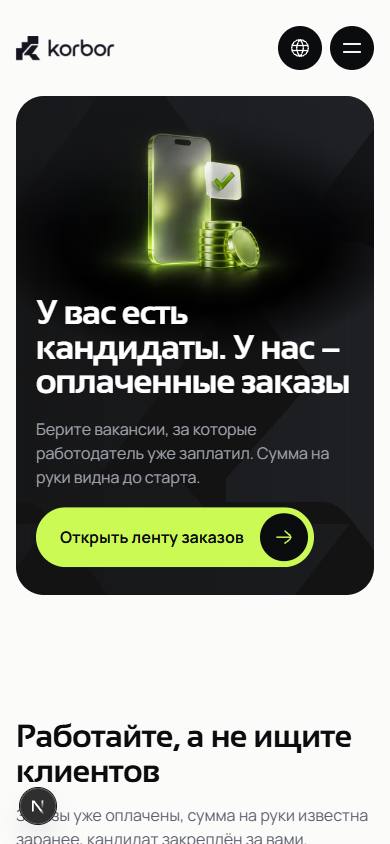 korbor
У вас есть
кандидаты. У нас –
оплаченные заказы
Берите вакансии, за которые
работодатель уже заплатил. Сумма на
руки видна до старта.
Открыть ленту заказов
Работайте, а не ищите
клиентов
N
уже оплачены, сумма на руки известна
заранее, кандидат закреплён за вами.